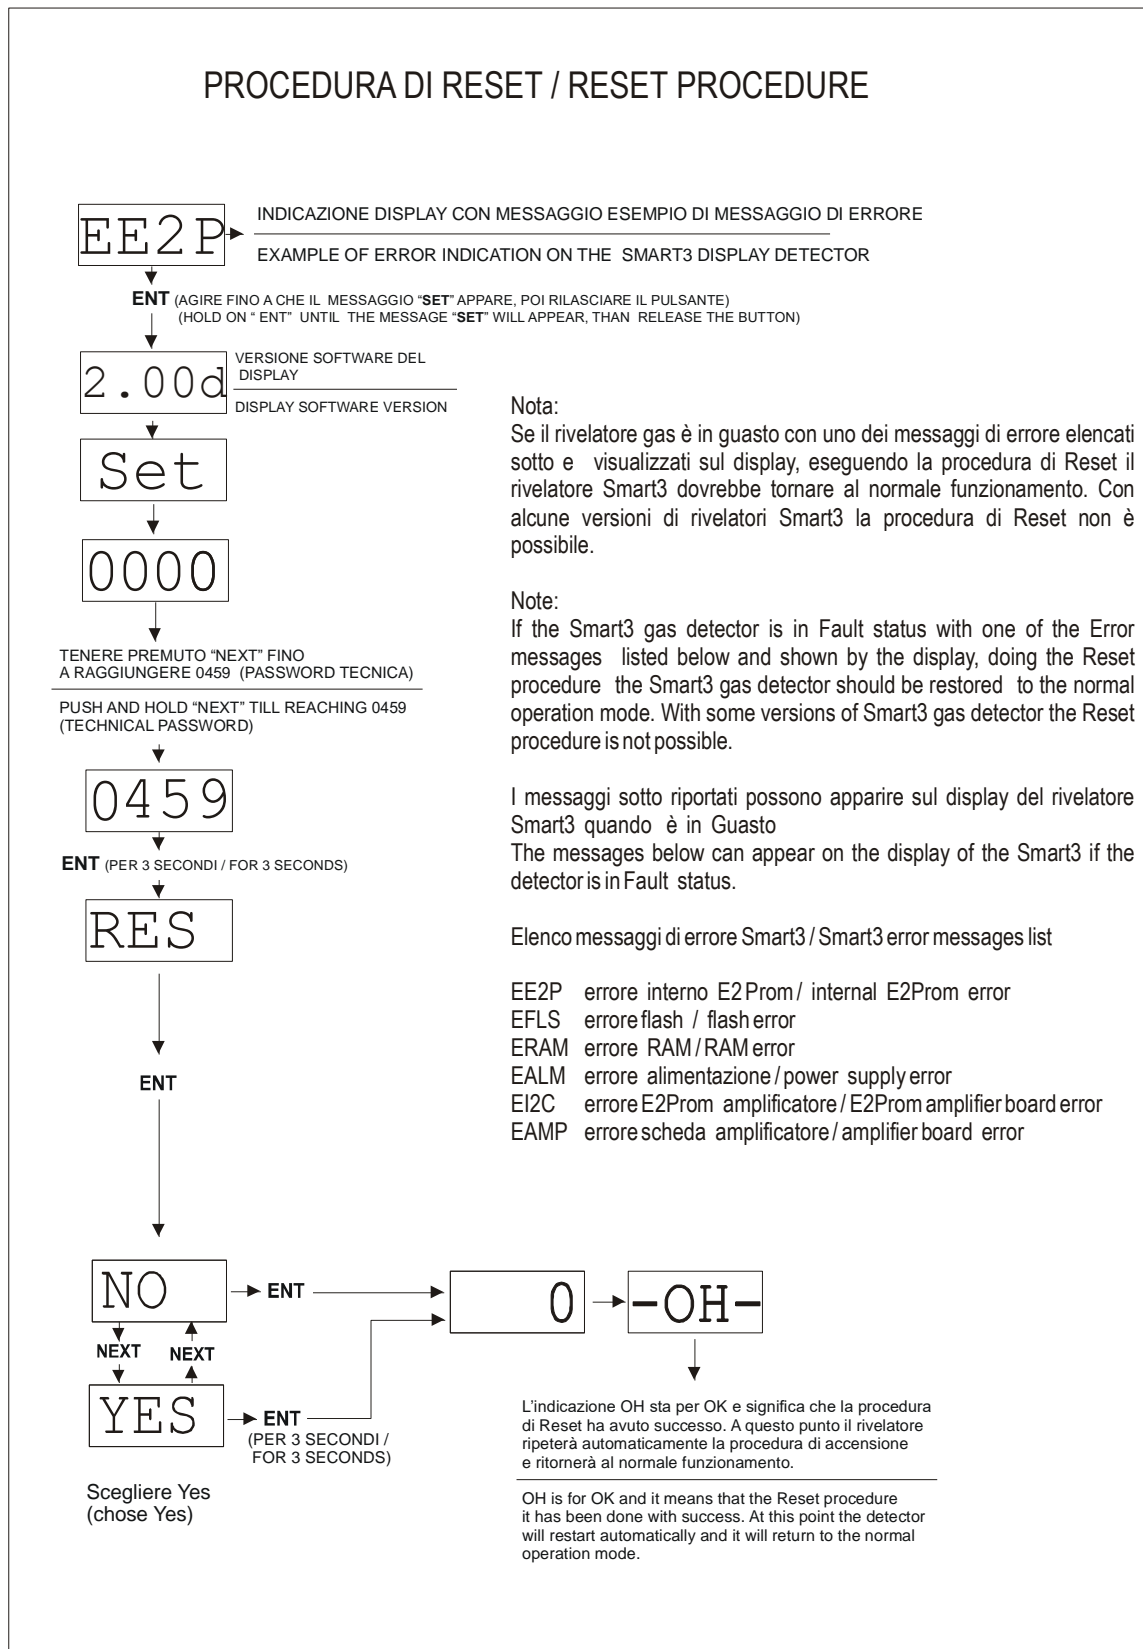 PROCEDURA DI RESET / RESET PROCEDURE
EE2P
INDICAZIONE DISPLAY CON MESSAGGIO ESEMPIO DI MESSAGGIO DI ERRORE
EXAMPLE OF ERROR INDICATION ON THE SMART3 DISPLAY DETECTOR
ENT (AGIRE FINO A CHE IL MESSAGGIO “SET” APPARE, POI RILASCIARE IL PULSANTE)
(HOLD ON “ ENT” UNTIL THE MESSAGE “SET” WILL APPEAR, THAN RELEASE THE BUTTON)
2.00d
VERSIONE SOFTWARE DEL
DISPLAY
DISPLAY SOFTWARE VERSION
Set
0000
TENERE PREMUTO “NEXT” FINO
A RAGGIUNGERE 0459 (PASSWORD TECNICA)
PUSH AND HOLD “NEXT” TILL REACHING 0459
(TECHNICAL PASSWORD)
0459
ENT (PER 3 SECONDI / FOR 3 SECONDS)
RES
ENT
Nota:
Se il rivelatore gas è in guasto con uno dei messaggi di errore elencati
sotto e visualizzati sul display, eseguendo la procedura di Reset il
rivelatore Smart3 dovrebbe tornare al normale funzionamento. Con
alcune versioni di rivelatori Smart3 la procedura di Reset non è
possibile.
Note:
If the Smart3 gas detector is in Fault status with one of the Error
messages listed below and shown by the display, doing the Reset
procedure the Smart3 gas detector should be restored to the normal
operation mode. With some versions of Smart3 gas detector the Reset
procedure is not possible.
I messaggi sotto riportati possono apparire sul display del rivelatore
Smart3 quando è in Guasto
The messages below can appear on the display of the Smart3 if the
detector is in Fault status.
Elenco messaggi di errore Smart3 / Smart3 error messages list
EE2P errore interno E2Prom / internal E2Prom error
EFLS errore flash / flash error
ERAM errore RAM / RAM error
EALM errore alimentazione / power supply error
EI2C errore E2Prom amplificatore / E2Prom amplifier board error
EAMP errore scheda amplificatore / amplifier board error
NO
ENT
0
-OH-
NEXT NEXT
YES
ENT
(PER 3 SECONDI /
FOR 3 SECONDS)
Scegliere Yes
(chose Yes)
L’indicazione OH sta per OK e significa che la procedura
di Reset ha avuto successo. A questo punto il rivelatore
ripeterà automaticamente la procedura di accensione
e ritornerà al normale funzionamento.
OH is for OK and it means that the Reset procedure
it has been done with success. At this point the detector
will restart automatically and it will return to the normal
operation mode.